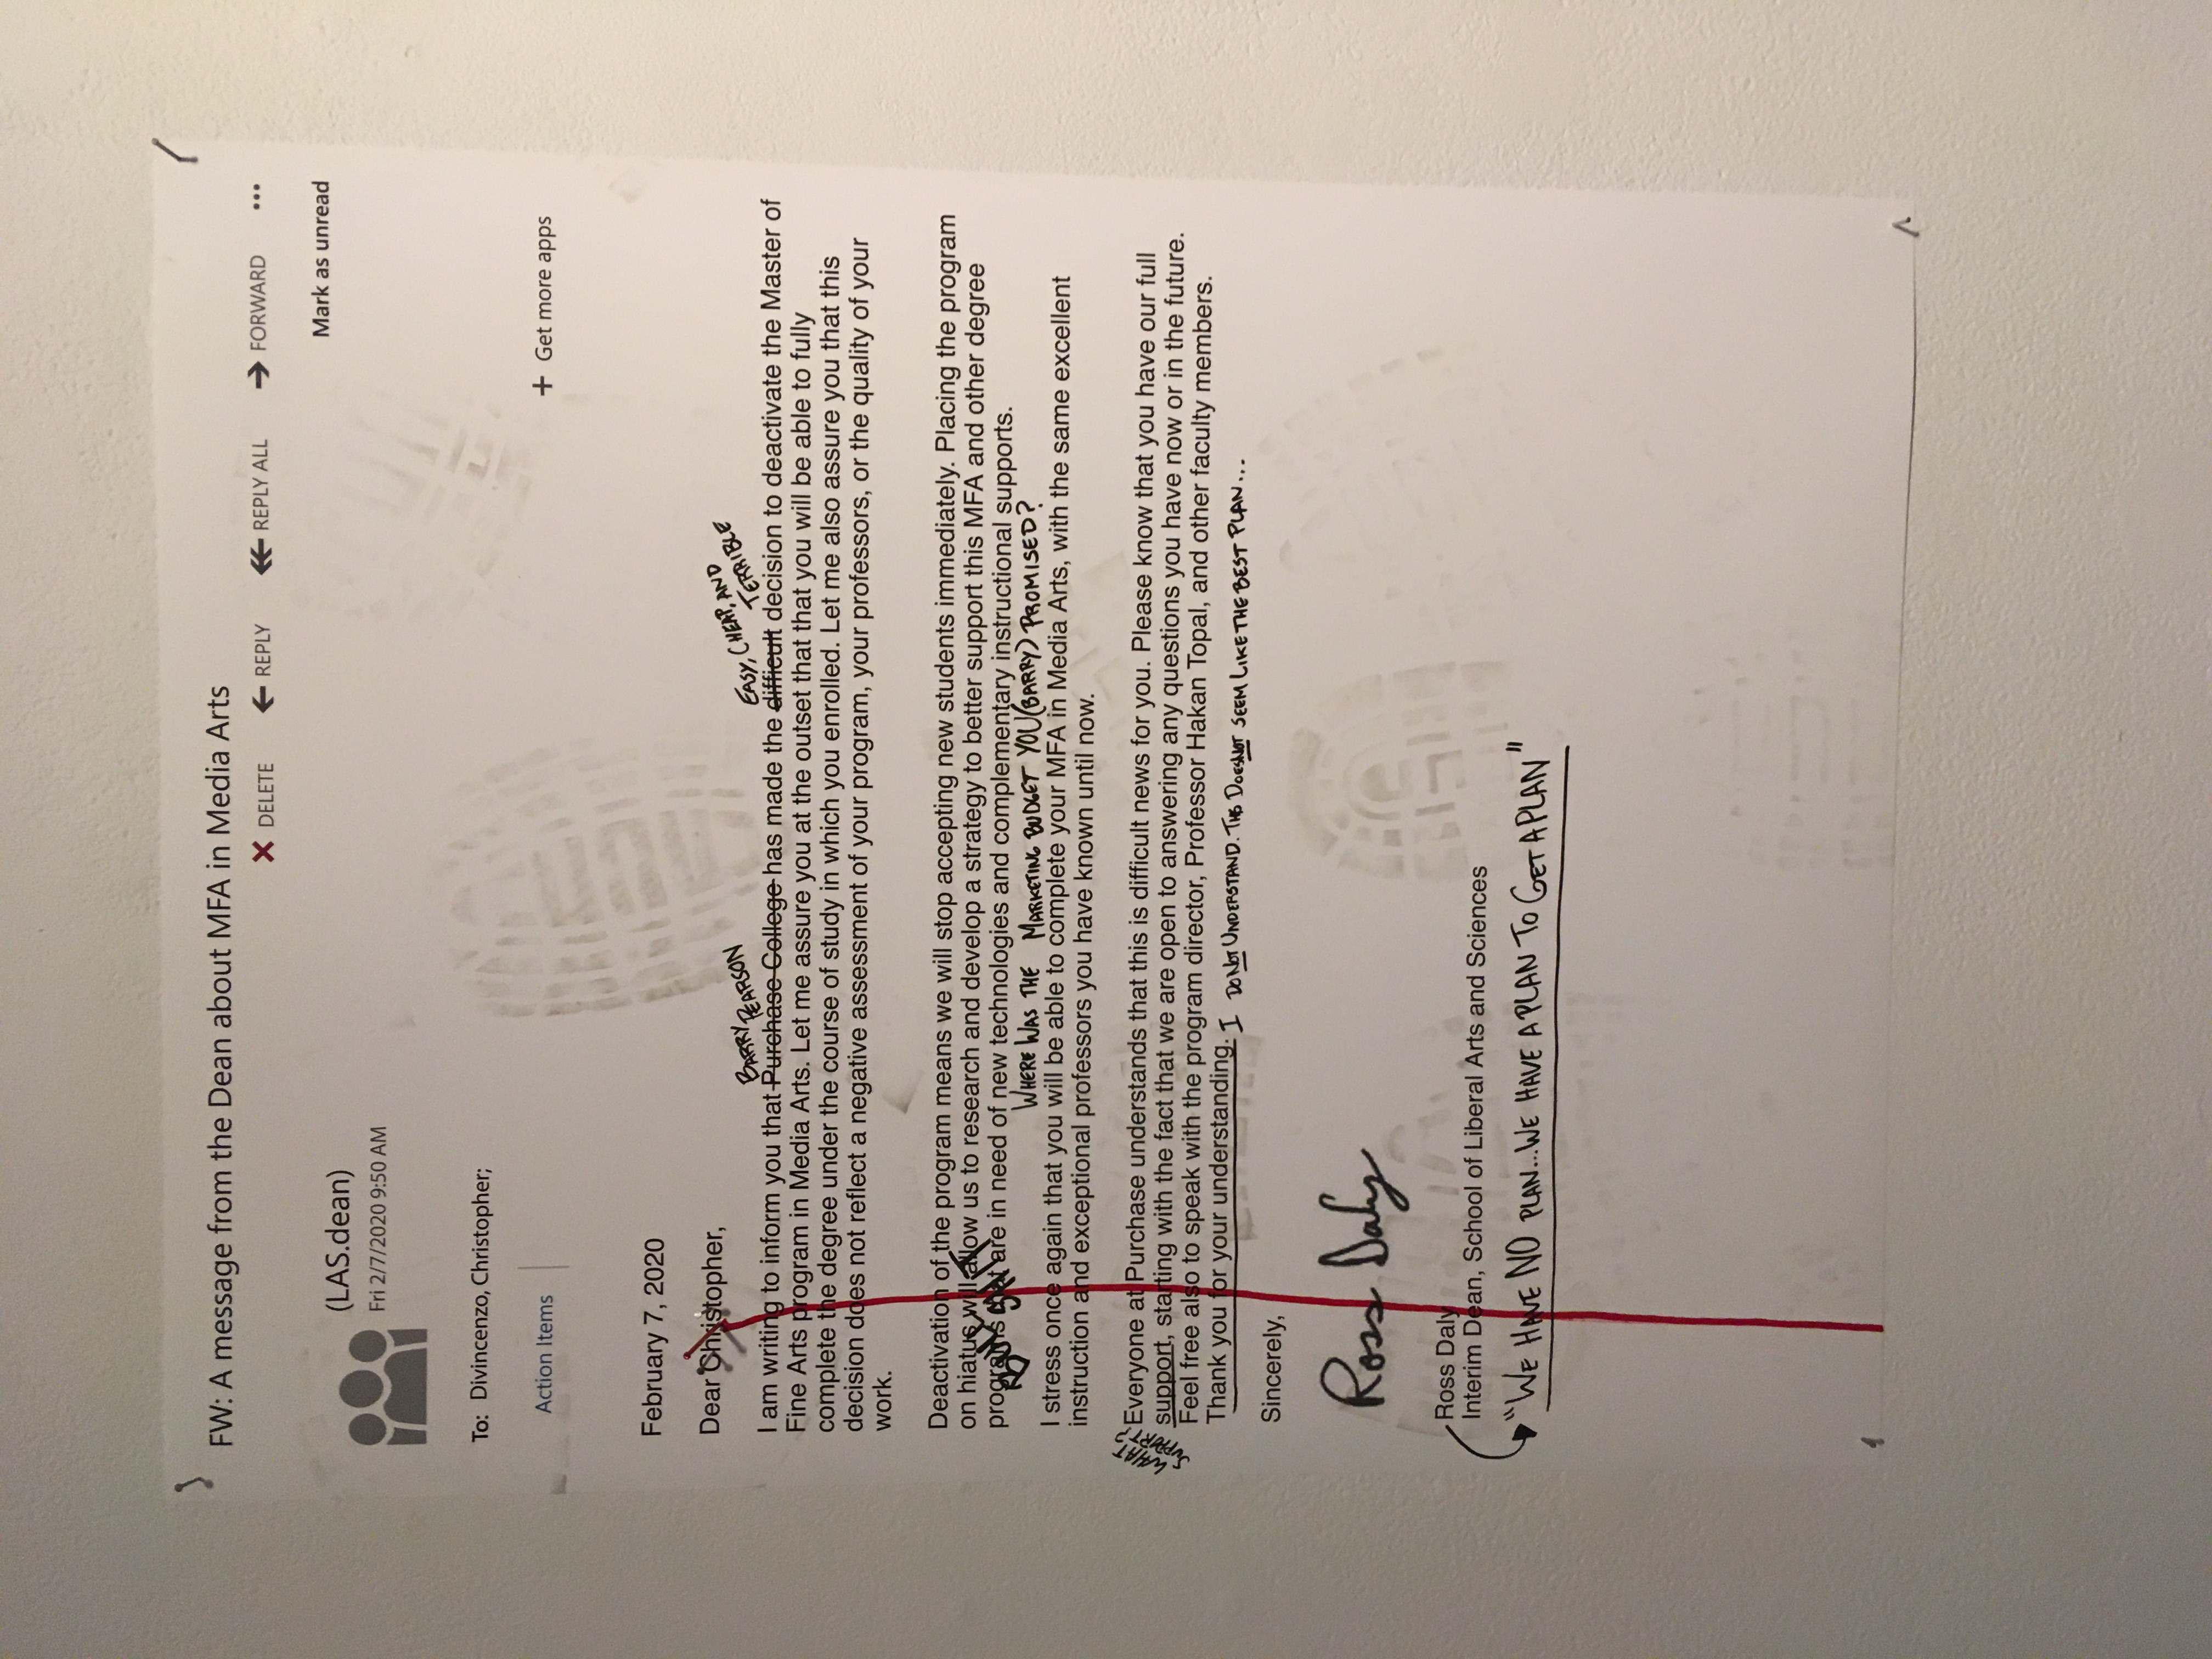 FW: A message from the Dean about MFA in Media Arts
DELETE REPLY REPLY ALL FORWARD ...
Mark as unread
(LAS.dean)
Fri 2/7/2020 9:50 AM
To: Divincenzo, Christopher;
Action Items
+ Get more apps
February 7, 2020
Dear Christopher,
BARRY PEARSON
EASY, CHEAP, AND
TERRIBLE
I am writing to inform you that Purchase College has made the difficult decision to deactivate the Master of
Fine Arts program in Media Arts. Let me assure you at the outset that that you will be able to fully
complete the degree under the course of study in which you enrolled. Let me also assure you that this
decision does not reflect a negative assessment of your program, your professors, or the quality of your
work.
Deactivation of the program means we will stop accepting new students immediately. Placing the program
on hiatus will allow us to research and develop a strategy to better support this MFA and other degree
programs that are in need of new technologies and complementary instructional supports.
BULL
SHIT
WHERE WAS THE MARKETING BUDGET YOU (BARRY) PROMISED?
I stress once again that you will be able to complete your MFA in Media Arts, with the same excellent
instruction and exceptional professors you have known until now.
WHAT
SUPPORT?
Everyone at Purchase understands that this is difficult news for you. Please know that you have our full
support, starting with the fact that we are open to answering any questions you have now or in the future.
Feel free also to speak with the program director, Professor Hakan Topal, and other faculty members.
Thank you for your understanding. I DO NOT UNDERSTAND. THIS DOES NOT SEEM LIKE THE BEST PLAN...
Sincerely,
Ross Daly
Ross Daly
Interim Dean, School of Liberal Arts and Sciences
"WE HAVE NO PLAN...WE HAVE A PLAN TO GET A PLAN"